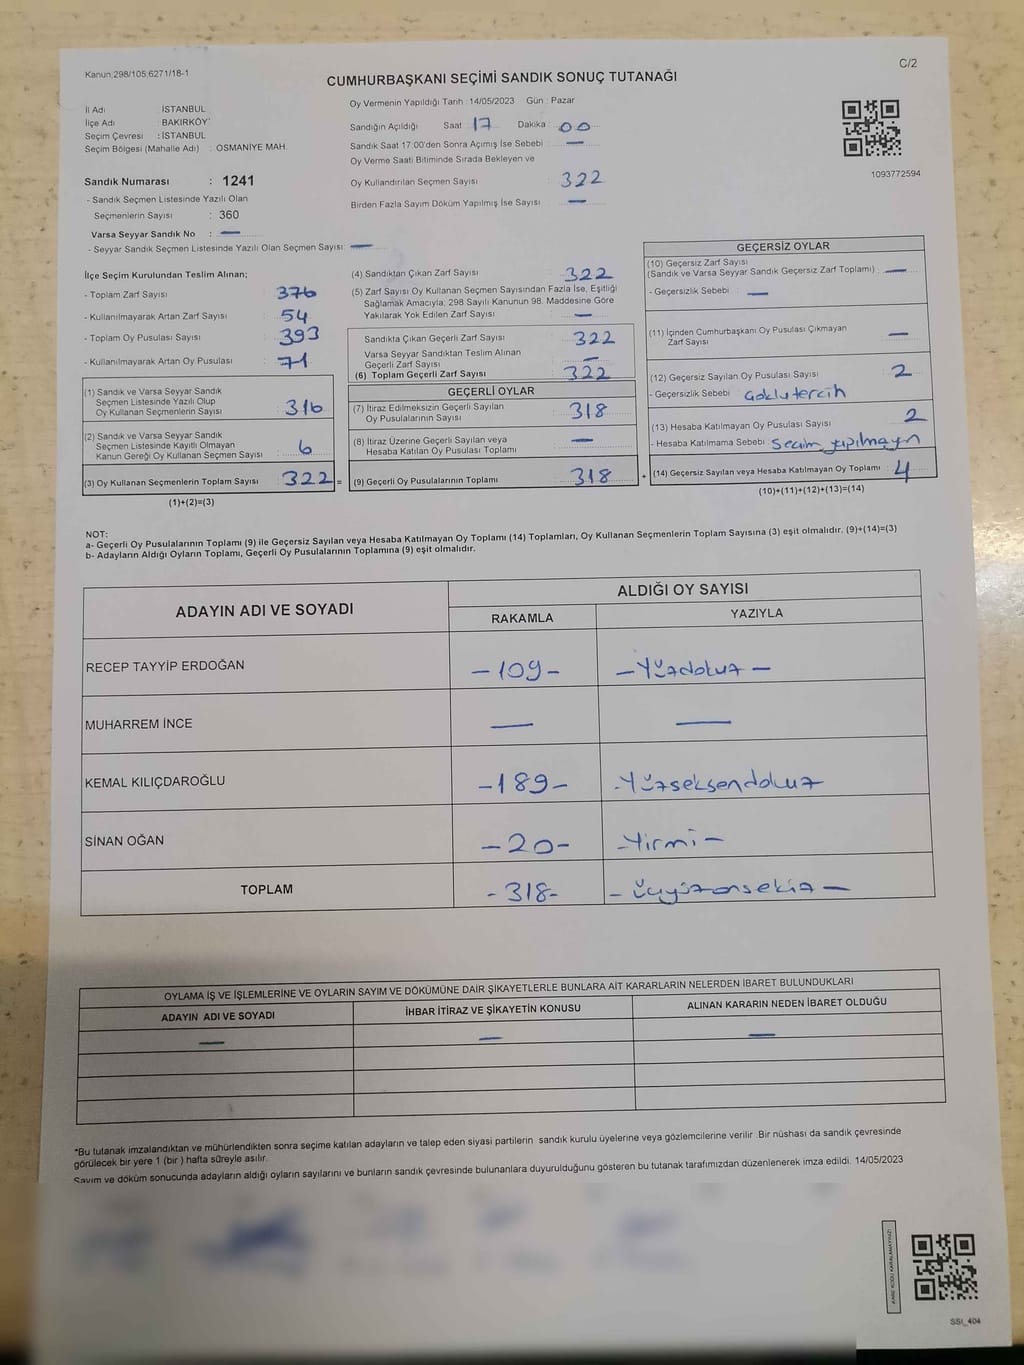 Kanun:298/105;6271/18-1
C/2
CUMHURBAŞKANI SEÇİMİ SANDIK SONUÇ TUTANAĞI
İl Adı : İSTANBUL
İlçe Adı : BAKIRKÖY
Seçim Çevresi : İSTANBUL
Seçim Bölgesi (Mahalle Adı) : OSMANİYE MAH.
Sandık Numarası : 1241
- Sandık Seçmen Listesinde Yazılı Olan
Seçmenlerin Sayısı : 360
Varsa Seyyar Sandık No : —
- Seyyar Sandık Seçmen Listesinde Yazılı Olan Seçmen Sayısı: —
Oy Vermenin Yapıldığı Tarih : 14/05/2023 Gün : Pazar
Sandığın Açıldığı Saat : 17 Dakika : 00
Sandık Saat 17:00'den Sonra Açımış İse Sebebi : —
Oy Verme Saati Bitiminde Sırada Bekleyen ve
Oy Kullandırılan Seçmen Sayısı : 322
Birden Fazla Sayım Döküm Yapılmış İse Sayısı : —
1093772594
İlçe Seçim Kurulundan Teslim Alınan;
- Toplam Zarf Sayısı : 376
- Kullanılmayarak Artan Zarf Sayısı : 54
- Toplam Oy Pusulası Sayısı : 393
- Kullanılmayarak Artan Oy Pusulası : 71
(1) Sandık ve Varsa Seyyar Sandık
Seçmen Listesinde Yazılı Olup
Oy Kullanan Seçmenlerin Sayısı : 316
(2) Sandık ve Varsa Seyyar Sandık
Seçmen Listesinde Kayıtlı Olmayan
Kanun Gereği Oy Kullanan Seçmen Sayısı : 6
(3) Oy Kullanan Seçmenlerin Toplam Sayısı : 322 =
(1)+(2)=(3)
(4) Sandıktan Çıkan Zarf Sayısı : 322
(5) Zarf Sayısı Oy Kullanan Seçmen Sayısından Fazla İse, Eşitliği
Sağlamak Amacıyla; 298 Sayılı Kanunun 98. Maddesine Göre
Yakılarak Yok Edilen Zarf Sayısı : —
Sandıkta Çıkan Geçerli Zarf Sayısı : 322
Varsa Seyyar Sandıktan Teslim Alınan
Geçerli Zarf Sayısı : —
(6) Toplam Geçerli Zarf Sayısı : 322
GEÇERLİ OYLAR
(7) İtiraz Edilmeksizin Geçerli Sayılan
Oy Pusulalarının Sayısı : 318
(8) İtiraz Üzerine Geçerli Sayılan veya
Hesaba Katılan Oy Pusulası Toplamı : —
(9) Geçerli Oy Pusulalarının Toplamı : 318 +
GEÇERSİZ OYLAR
(10) Geçersiz Zarf Sayısı
(Sandık ve Varsa Seyyar Sandık Geçersiz Zarf Toplamı) : —
- Geçersizlik Sebebi : —
(11) İçinden Cumhurbaşkanı Oy Pusulası Çıkmayan
Zarf Sayısı : —
(12) Geçersiz Sayılan Oy Pusulası Sayısı : 2
- Geçersizlik Sebebi : Çoklu tercih
(13) Hesaba Katılmayan Oy Pusulası Sayısı : 2
- Hesaba Katılmama Sebebi : Seçim yapılmayn
(14) Geçersiz Sayılan veya Hesaba Katılmayan Oy Toplamı : 4
(10)+(11)+(12)+(13)=(14)
NOT:
a- Geçerli Oy Pusulalarının Toplamı (9) ile Geçersiz Sayılan veya Hesaba Katılmayan Oy Toplamı (14) Toplamları, Oy Kullanan Seçmenlerin Toplam Sayısına (3) eşit olmalıdır. (9)+(14)=(3)
b- Adayların Aldığı Oyların Toplamı, Geçerli Oy Pusulalarının Toplamına (9) eşit olmalıdır.
ADAYIN ADI VE SOYADI
ALDIĞI OY SAYISI
RAKAMLA YAZIYLA
RECEP TAYYİP ERDOĞAN -109- -Yüzdokuz-
MUHARREM İNCE — —
KEMAL KILIÇDAROĞLU -189- -Yüzseksendokuz
SİNAN OĞAN -20- -Yirmi-
TOPLAM -318- -Üçyüzonsekiz-
OYLAMA İŞ VE İŞLEMLERİNE VE OYLARIN SAYIM VE DÖKÜMÜNE DAİR ŞİKAYETLERLE BUNLARA AİT KARARLARIN NELERDEN İBARET BULUNDUKLARI
ADAYIN ADI VE SOYADI İHBAR İTİRAZ VE ŞİKAYETİN KONUSU ALINAN KARARIN NEDEN İBARET OLDUĞU
— — —
*Bu tutanak imzalandıktan ve mühürlendikten sonra seçime katılan adayların ve talep eden siyasi partilerin sandık kurulu üyelerine veya gözlemcilerine verilir. Bir nüshası da sandık çevresinde
görülecek bir yere 1 (bir ) hafta süreyle asılır.
Sayım ve döküm sonucunda adayların aldığı oyların sayılarını ve bunların sandık çevresinde bulunanlara duyurulduğunu gösteren bu tutanak tarafımızdan düzenlenerek imza edildi. 14/05/2023
KARE KODU KARALAMAYINIZ!
SSI_404